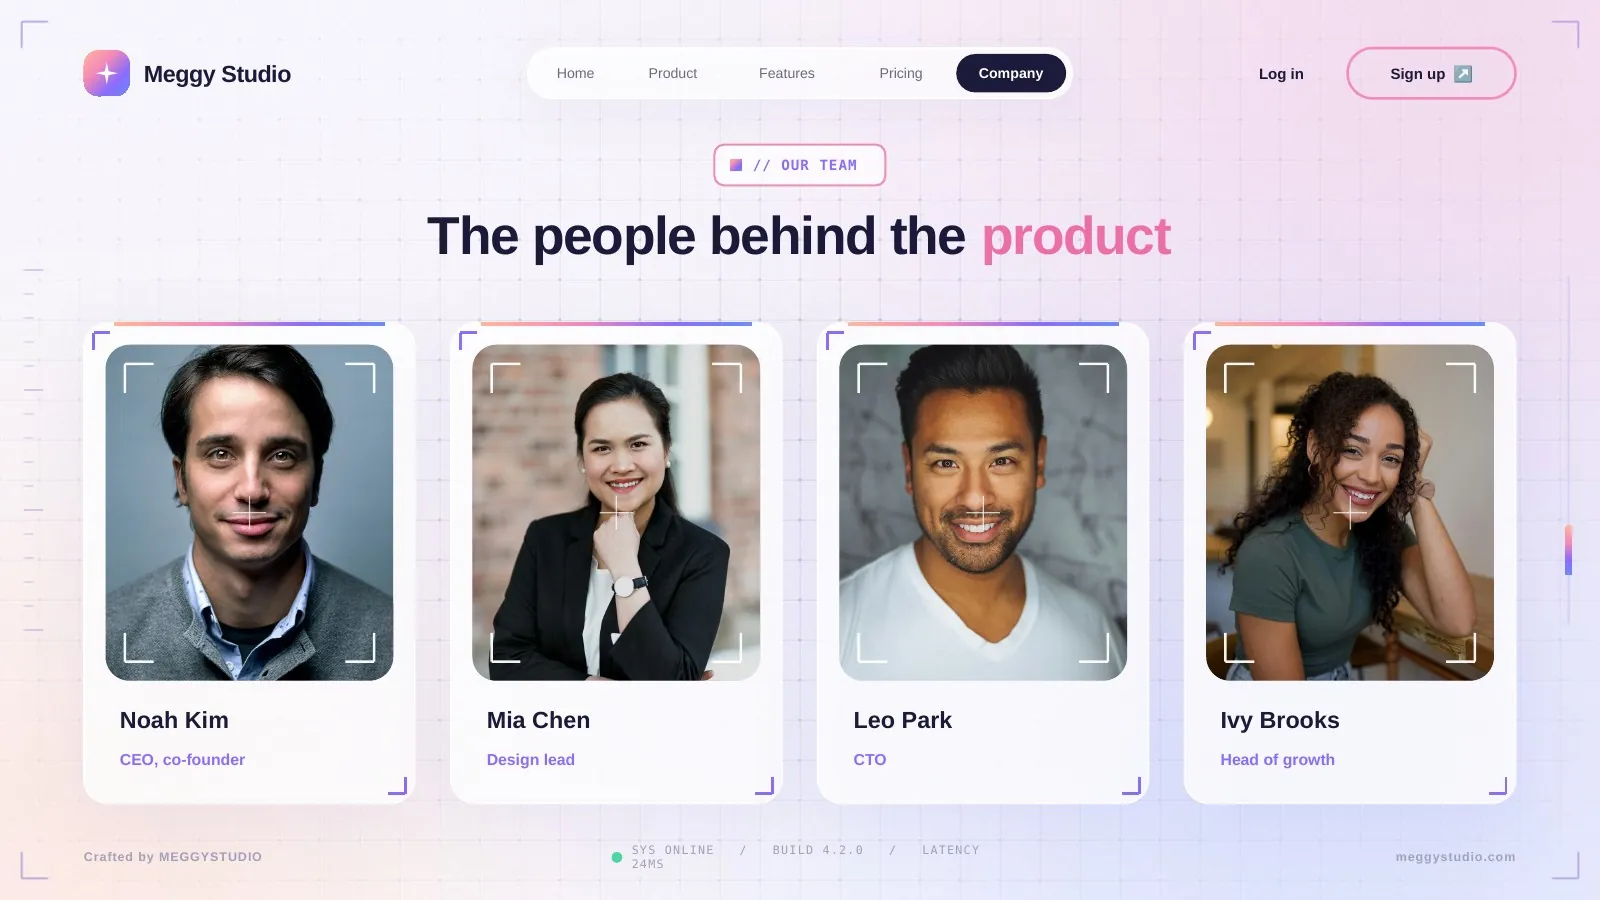 Meggy Studio
Home
Product
Features
Pricing
Company
Log in
Sign up ↗
// OUR TEAM
The people behind the product
Noah Kim
CEO, co-founder
Mia Chen
Design lead
Leo Park
CTO
Ivy Brooks
Head of growth
Crafted by MEGGYSTUDIO
SYS ONLINE / BUILD 4.2.0 / LATENCY
24MS
meggystudio.com